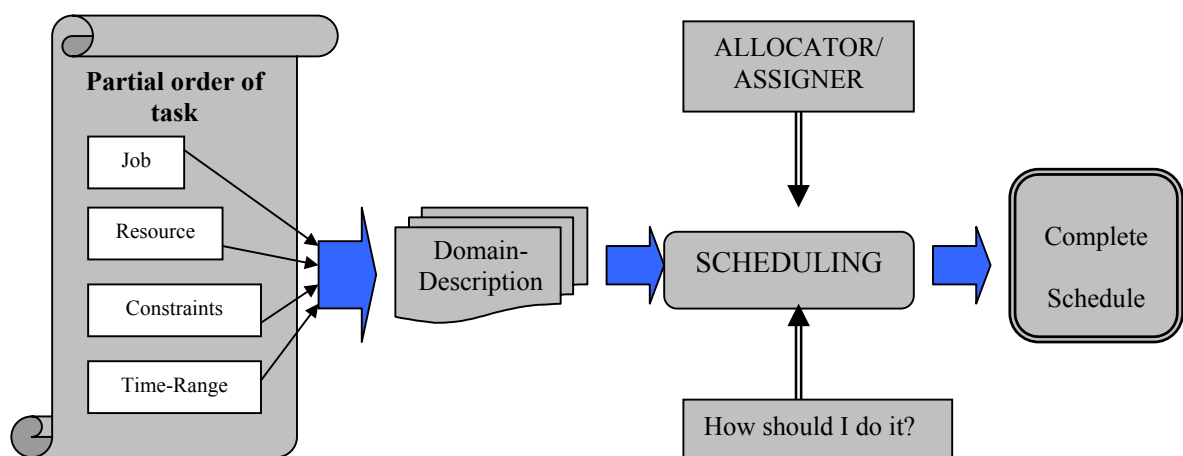 Partial order of
task
Job
Resource
Constraints
Time-Range
Domain-
Description
ALLOCATOR/
ASSIGNER
SCHEDULING
How should I do it?
Complete
Schedule